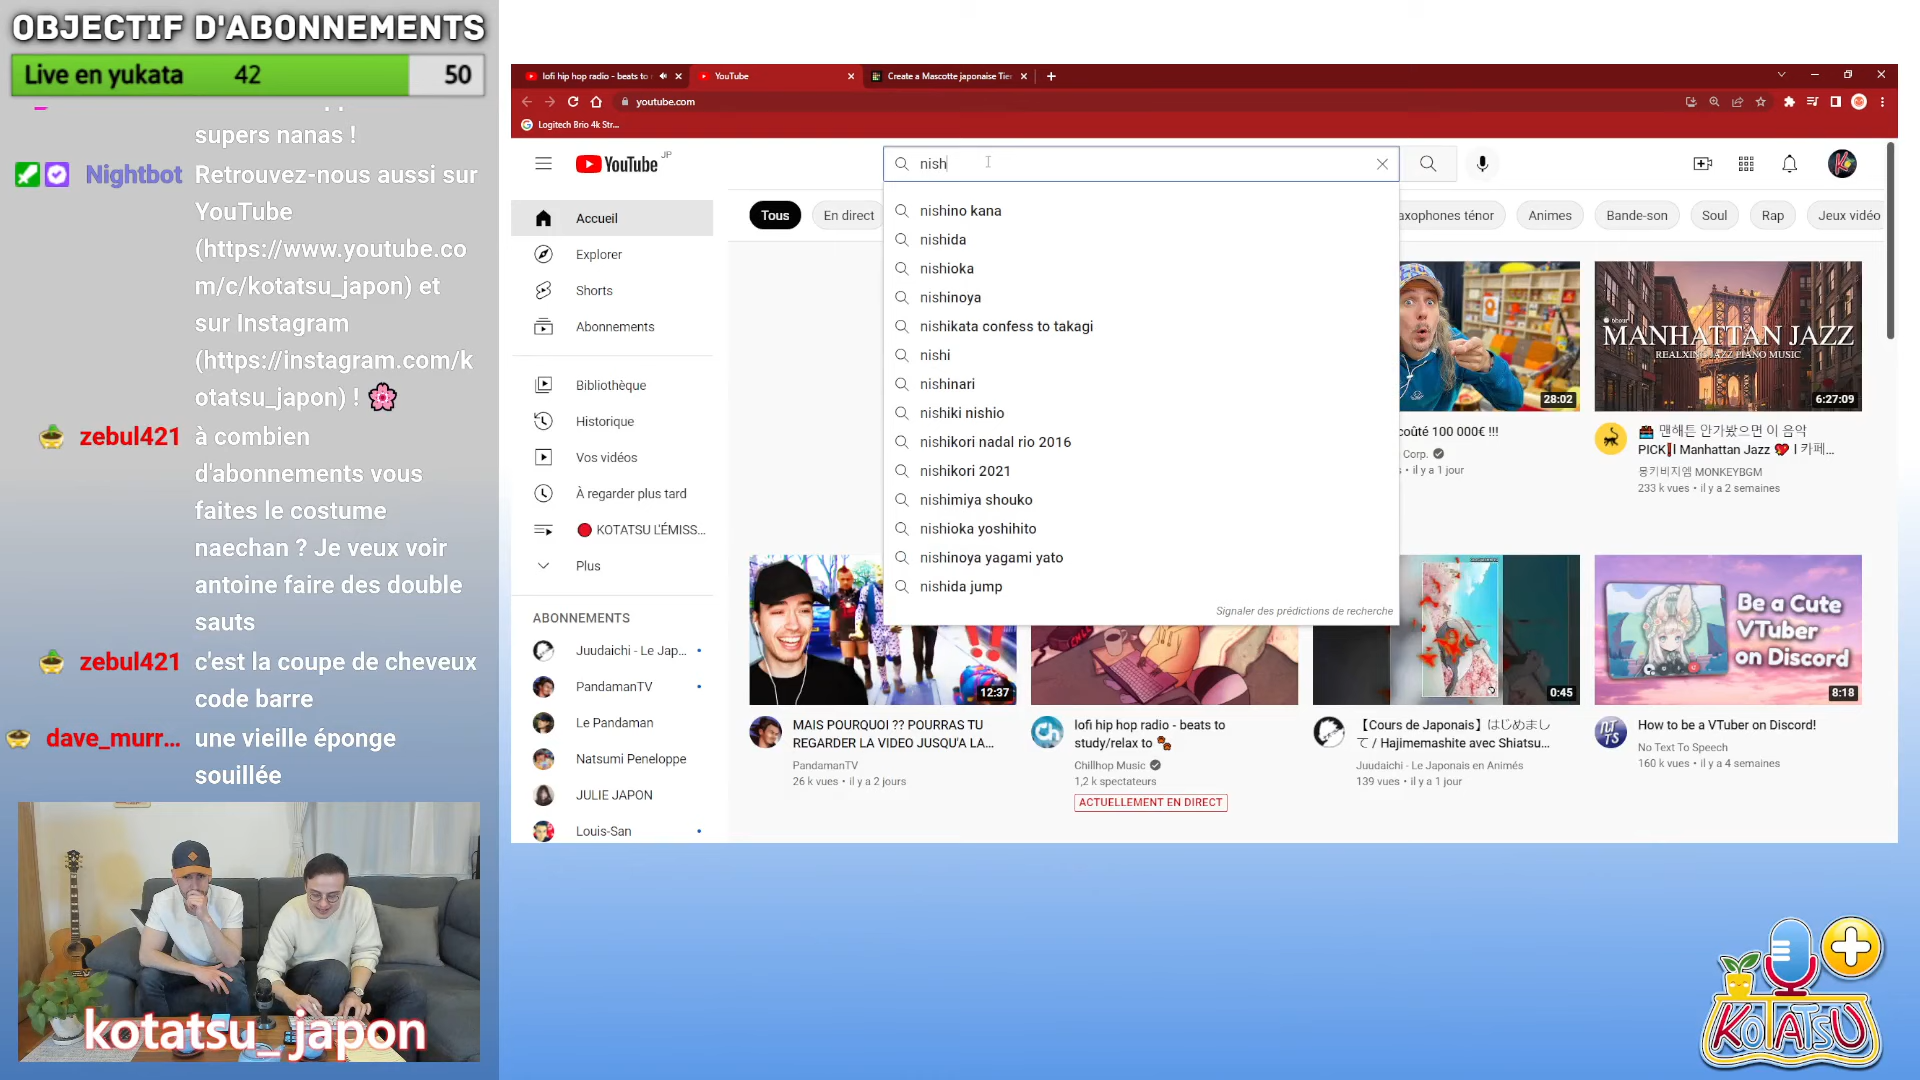 OBJECTIF D'ABONNEMENTS
Live en yukata 42 50
supers nanas !
Nightbot Retrouvez-nous aussi sur
YouTube
(https://www.youtube.co
m/c/kotatsu_japon) et
sur Instagram
(https://instagram.com/k
otatsu_japon) !
zebul421 à combien
d'abonnements vous
faites le costume
naechan ? Je veux voir
antoine faire des double
sauts
zebul421 c'est la coupe de cheveux
code barre
dave_murr... une vieille éponge
souillée
kotatsu_japon
lofi hip hop radio - beats to
YouTube
Create a Mascotte japonaise Tier
youtube.com
Logitech Brio 4k Str...
YouTube JP
nish
Accueil
Explorer
Shorts
Abonnements
Bibliothèque
Historique
Vos vidéos
À regarder plus tard
KOTATSU L'ÉMISS...
Plus
ABONNEMENTS
Juudaichi - Le Jap...
PandamanTV
Le Pandaman
Natsumi Peneloppe
JULIE JAPON
Louis-San
Tous
En direct
axophones ténor
Animes
Bande-son
Soul
Rap
Jeux vidéo
nishino kana
nishida
nishioka
nishinoya
nishikata confess to takagi
nishi
nishinari
nishiki nishio
nishikori nadal rio 2016
nishikori 2021
nishimiya shouko
nishioka yoshihito
nishinoya yagami yato
nishida jump
Signaler des prédictions de recherche
28:02
coûté 100 000€ !!!
Corp.
• il y a 1 jour
MANHATTAN JAZZ
RELAXING JAZZ PIANO MUSIC
6:27:09
맨해튼 안가봤으면 이 음악
PICK!l Manhattan Jazz l 카페...
몽키비지엠 MONKEYBGM
233 k vues • il y a 2 semaines
12:37
MAIS POURQUOI ?? POURRAS TU
REGARDER LA VIDEO JUSQU'A LA...
PandamanTV
26 k vues • il y a 2 jours
lofi hip hop radio - beats to
study/relax to
Chillhop Music
1,2 k spectateurs
ACTUELLEMENT EN DIRECT
0:45
【Cours de Japonais】はじめまし
て / Hajimemashite avec Shiatsu...
Juudaichi - Le Japonais en Animés
139 vues • il y a 1 jour
Be a Cute
VTuber
on Discord
8:18
NTTS
How to be a VTuber on Discord!
No Text To Speech
160 k vues • il y a 4 semaines
KOTATSU